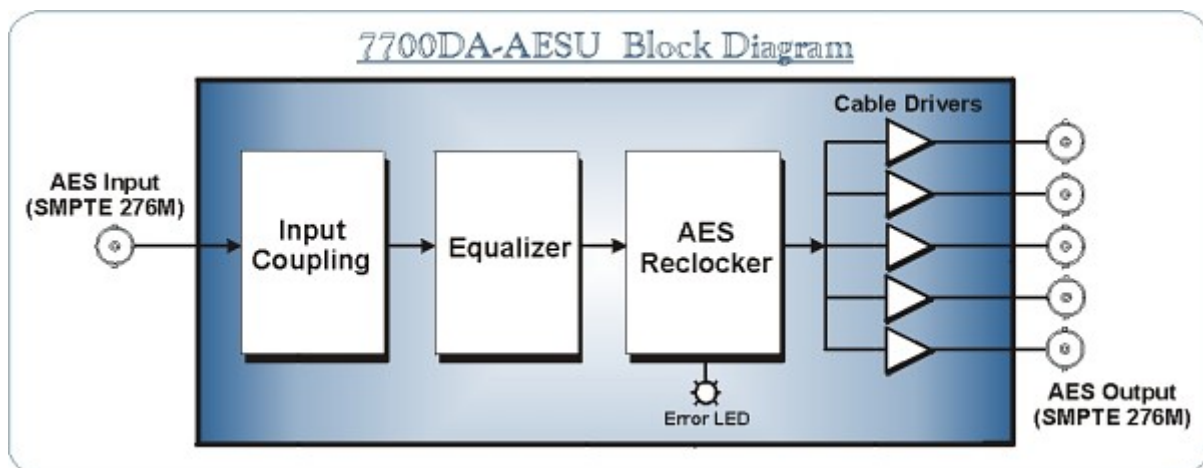 7700DA-AESU Block Diagram
Cable Drivers
AES Input
(SMPTE 276M)
Input
Coupling
Equalizer
AES
Reclocker
Error LED
AES Output
(SMPTE 276M)